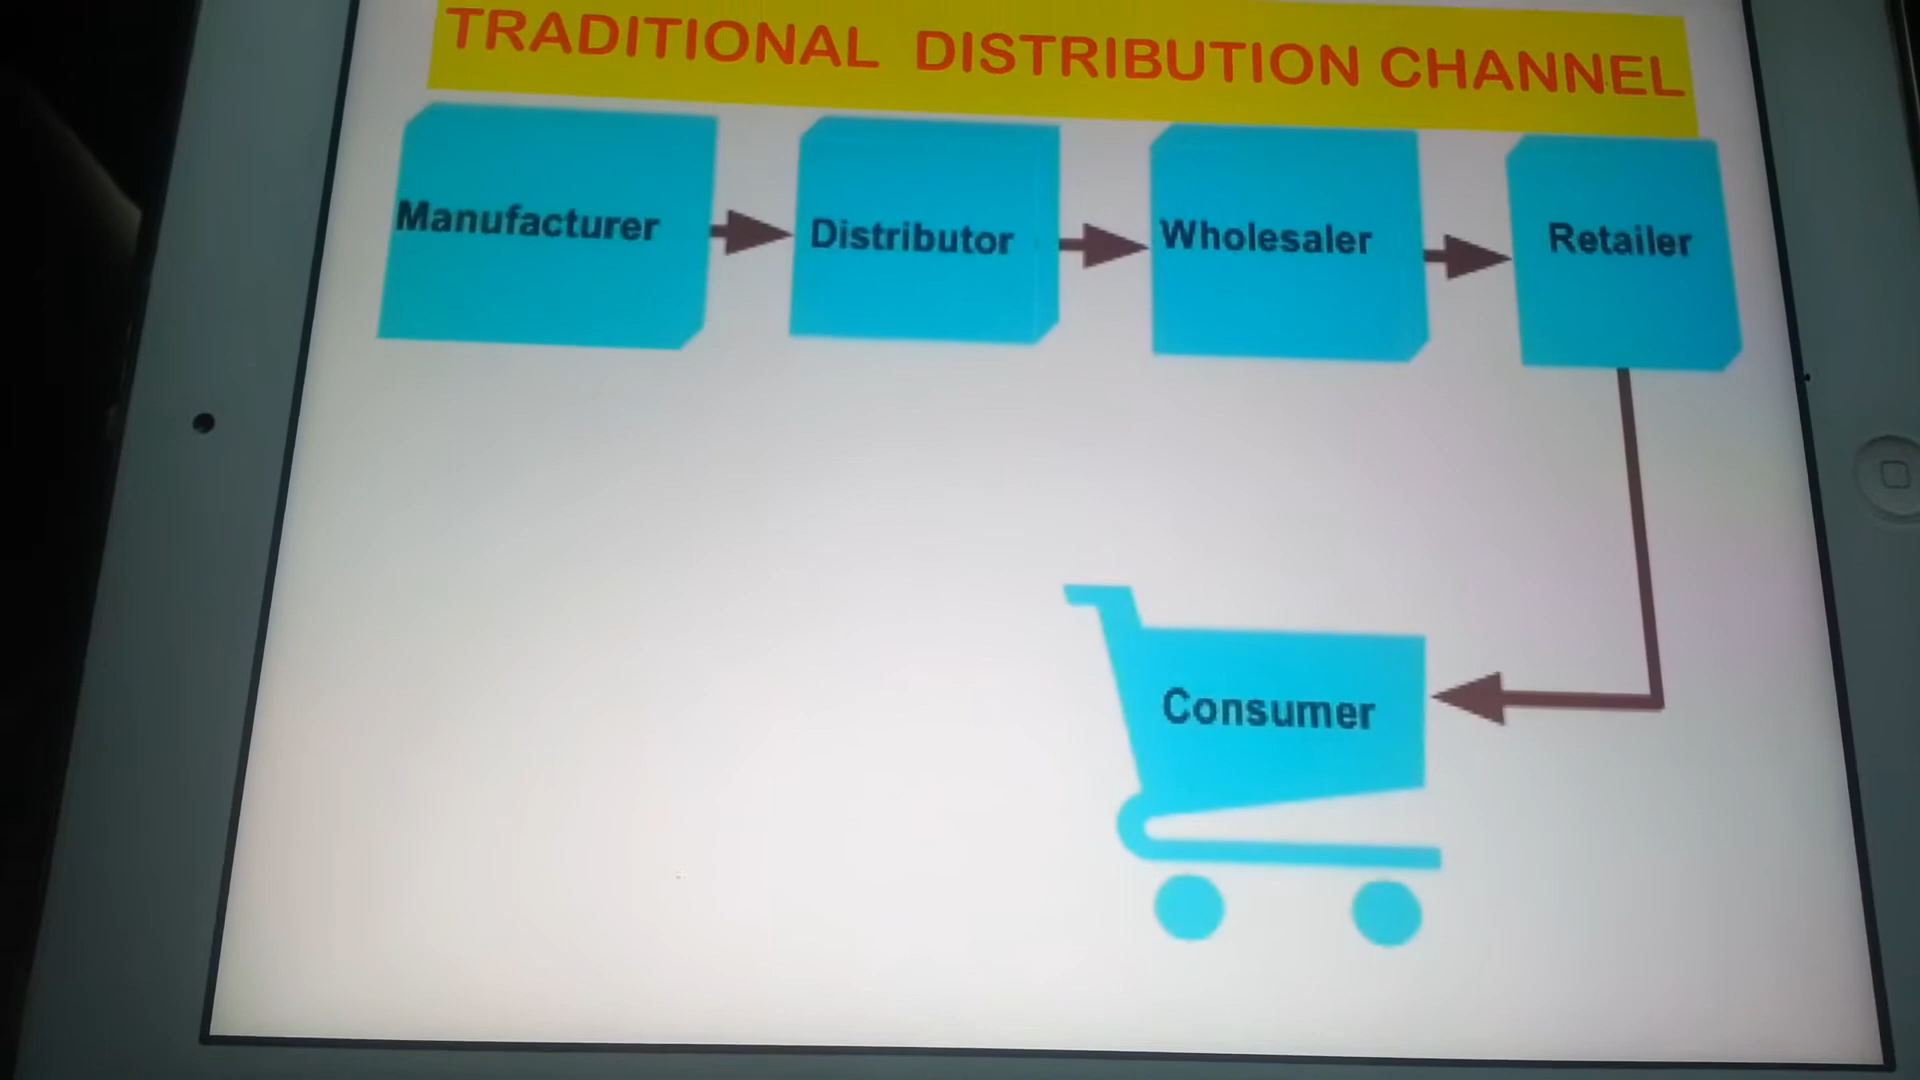 TRADITIONAL DISTRIBUTION CHANNEL
Manufacturer
Distributor
Wholesaler
Retailer
Consumer